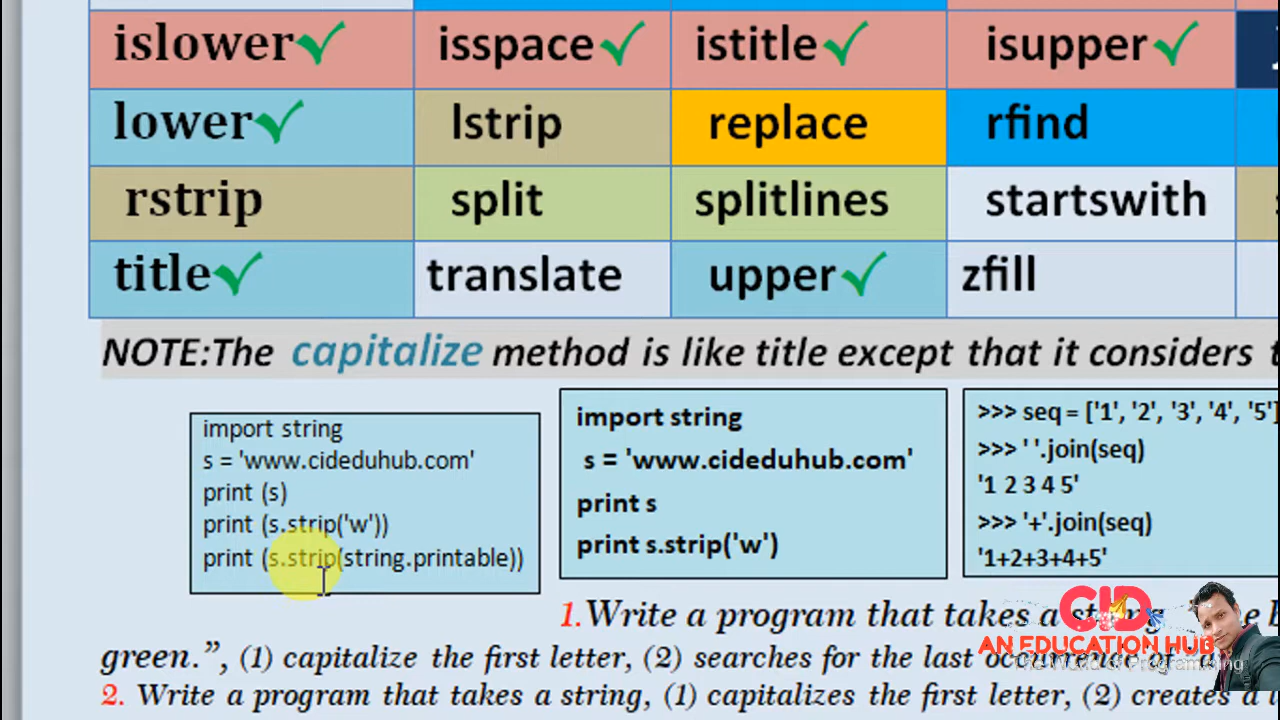 islower✓ isspace✓ istitle✓ isupper✓
lower✓ lstrip replace rfind
rstrip split splitlines startswith
title✓ translate upper✓ zfill
NOTE:The capitalize method is like title except that it considers
import string
s = 'www.cideduhub.com'
print (s)
print (s.strip('w'))
print (s.strip(string.printable))
import string
s = 'www.cideduhub.com'
print s
print s.strip('w')
>>> seq = ['1', '2', '3', '4', '5']
>>> ' '.join(seq)
'1 2 3 4 5'
>>> '+'.join(seq)
'1+2+3+4+5'
1.Write a program that takes a
green.”, (1) capitalize the first letter, (2) searches for the last
2. Write a program that takes a string, (1) capitalizes the first letter, (2) creates a
CID
AN EDUCATION HUB
The World of Programming